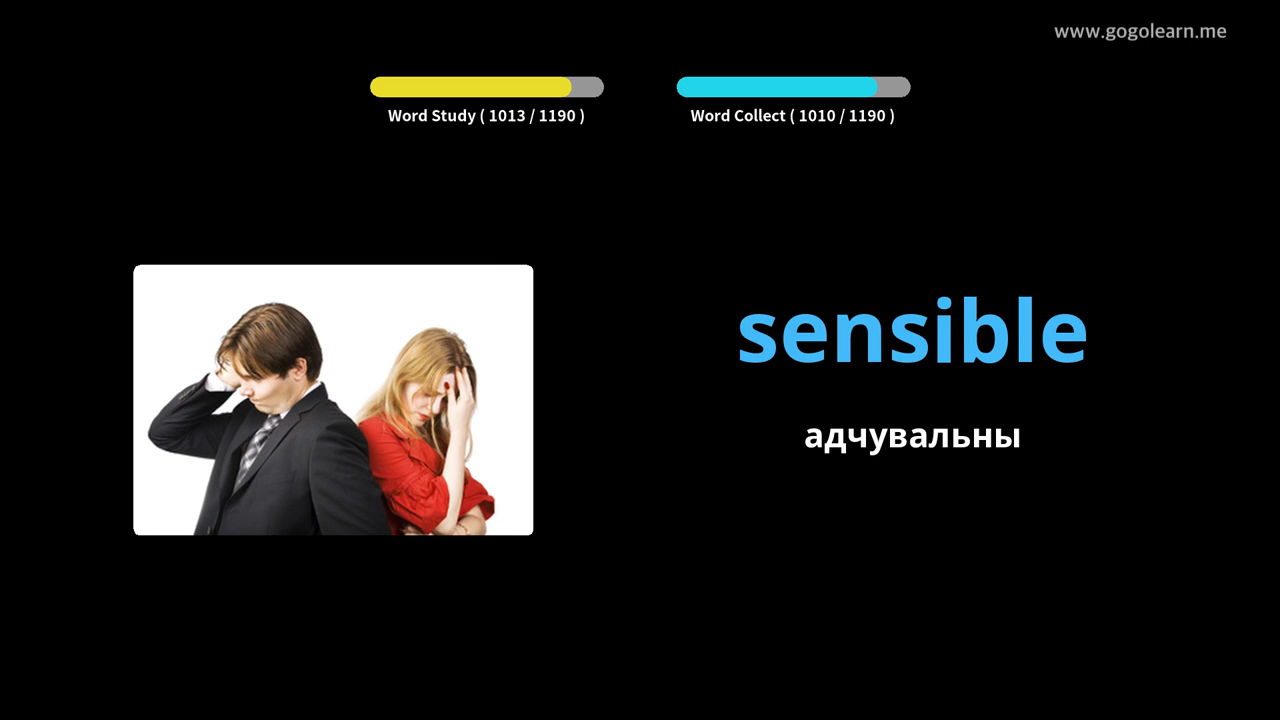 www.gogolearn.me
Word Study ( 1013 / 1190 )
Word Collect ( 1010 / 1190 )
sensible
адчувальны